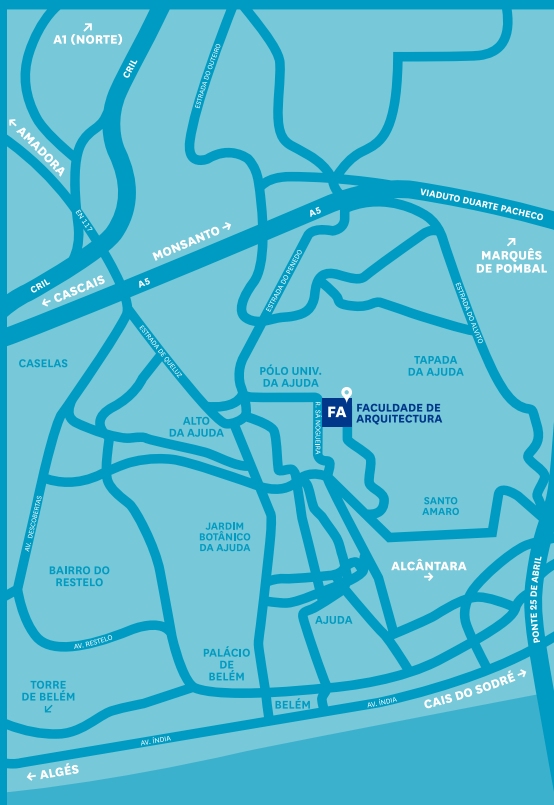 A1 (NORTE)
CRIL
ESTRADA DO OUTEIRO
← AMADORA
EN 117
VIADUTO DUARTE PACHECO
A5
MONSANTO →
MARQUÊS
DE POMBAL
CRIL
← CASCAIS
A5
ESTRADA DO PENEDO
ESTRADA DO ALVITO
ESTRADA DE QUELUZ
CASELAS
PÓLO UNIV.
DA AJUDA
TAPADA
DA AJUDA
FA
FACULDADE DE
ARQUITECTURA
R. SÁ NOGUEIRA
ALTO
DA AJUDA
AV. DESCOBERTAS
SANTO
AMARO
JARDIM
BOTÂNICO
DA AJUDA
ALCÂNTARA
→
BAIRRO DO
RESTELO
PONTE 25 DE ABRIL
AJUDA
AV. RESTELO
PALÁCIO
DE
BELÉM
TORRE
DE BELÉM
BELÉM
AV. ÍNDIA
CAIS DO SODRÉ →
AV. ÍNDIA
← ALGÉS